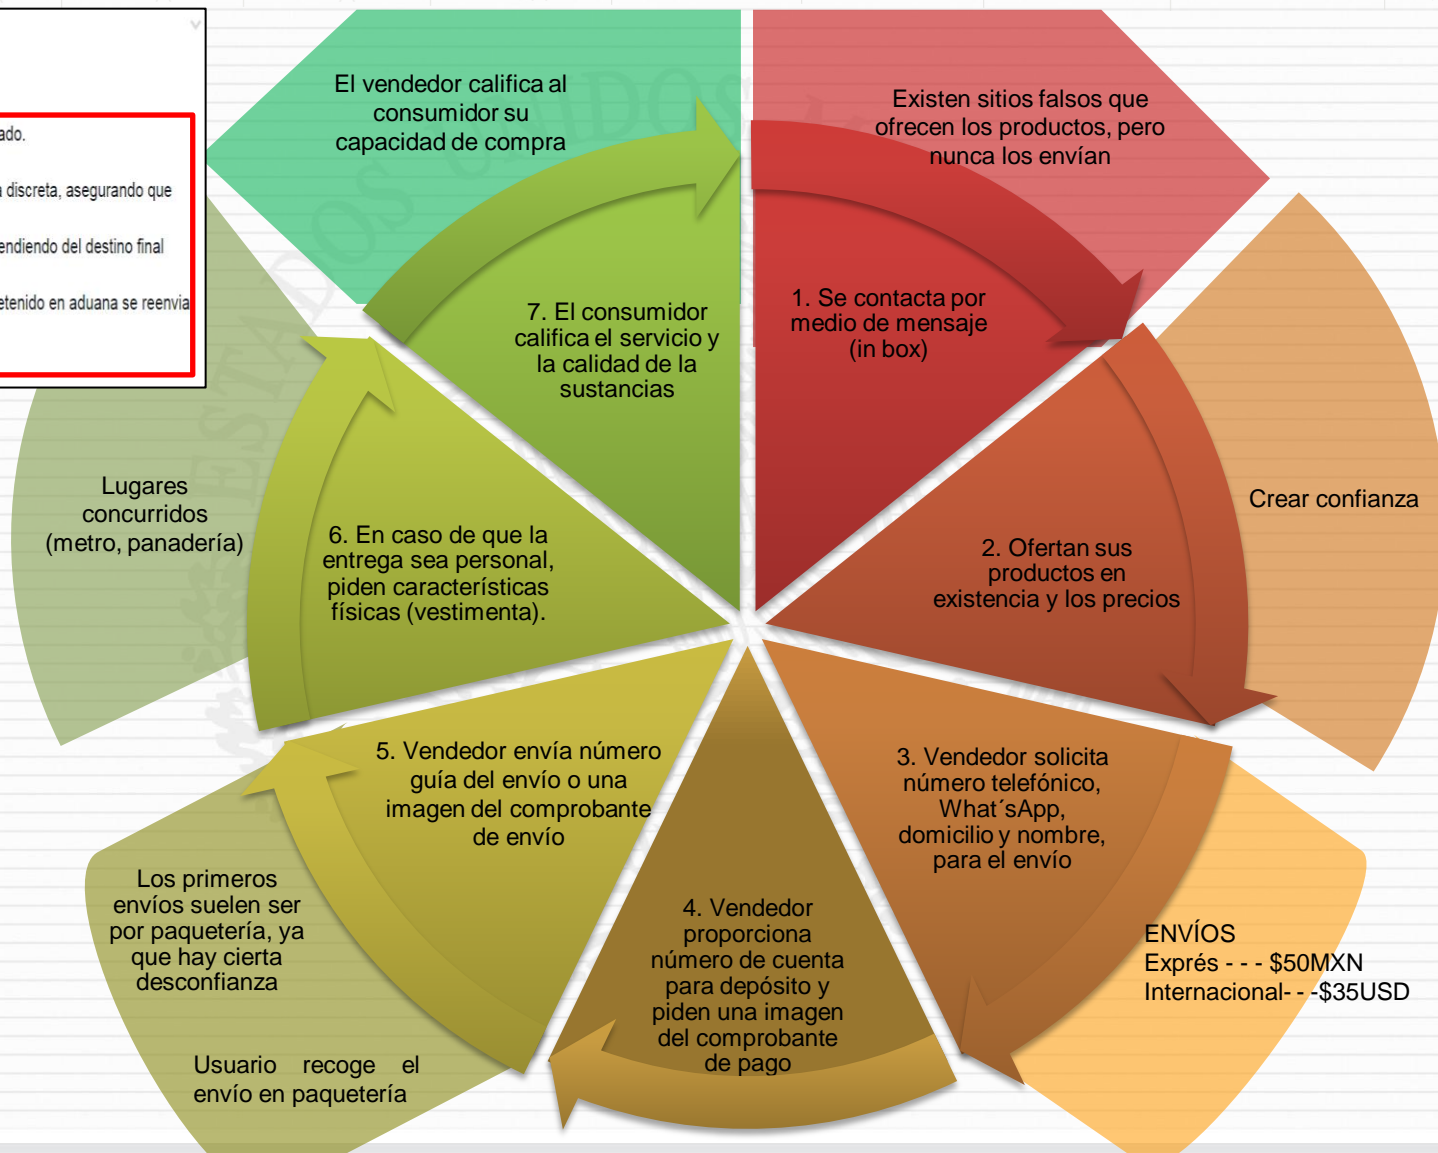 ado.
a discreta, asegurando que
endiendo del destino final
etenido en aduana se reenvia
El vendedor califica al
consumidor su
capacidad de compra
Existen sitios falsos que
ofrecen los productos, pero
nunca los envían
7. El consumidor
califica el servicio y
la calidad de la
sustancias
1. Se contacta por
medio de mensaje
(in box)
Lugares
concurridos
(metro, panadería)
6. En caso de que la
entrega sea personal,
piden características
físicas (vestimenta).
2. Ofertan sus
productos en
existencia y los precios
Crear confianza
5. Vendedor envía número
guía del envío o una
imagen del comprobante
de envío
3. Vendedor solicita
número telefónico,
What´sApp,
domicilio y nombre,
para el envío
Los primeros
envíos suelen ser
por paquetería, ya
que hay cierta
desconfianza
Usuario recoge el
envío en paquetería
4. Vendedor
proporciona
número de cuenta
para depósito y
piden una imagen
del comprobante
de pago
ENVÍOS
Exprés - - - $50MXN
Internacional- - -$35USD
ESTADOS UNIDOS